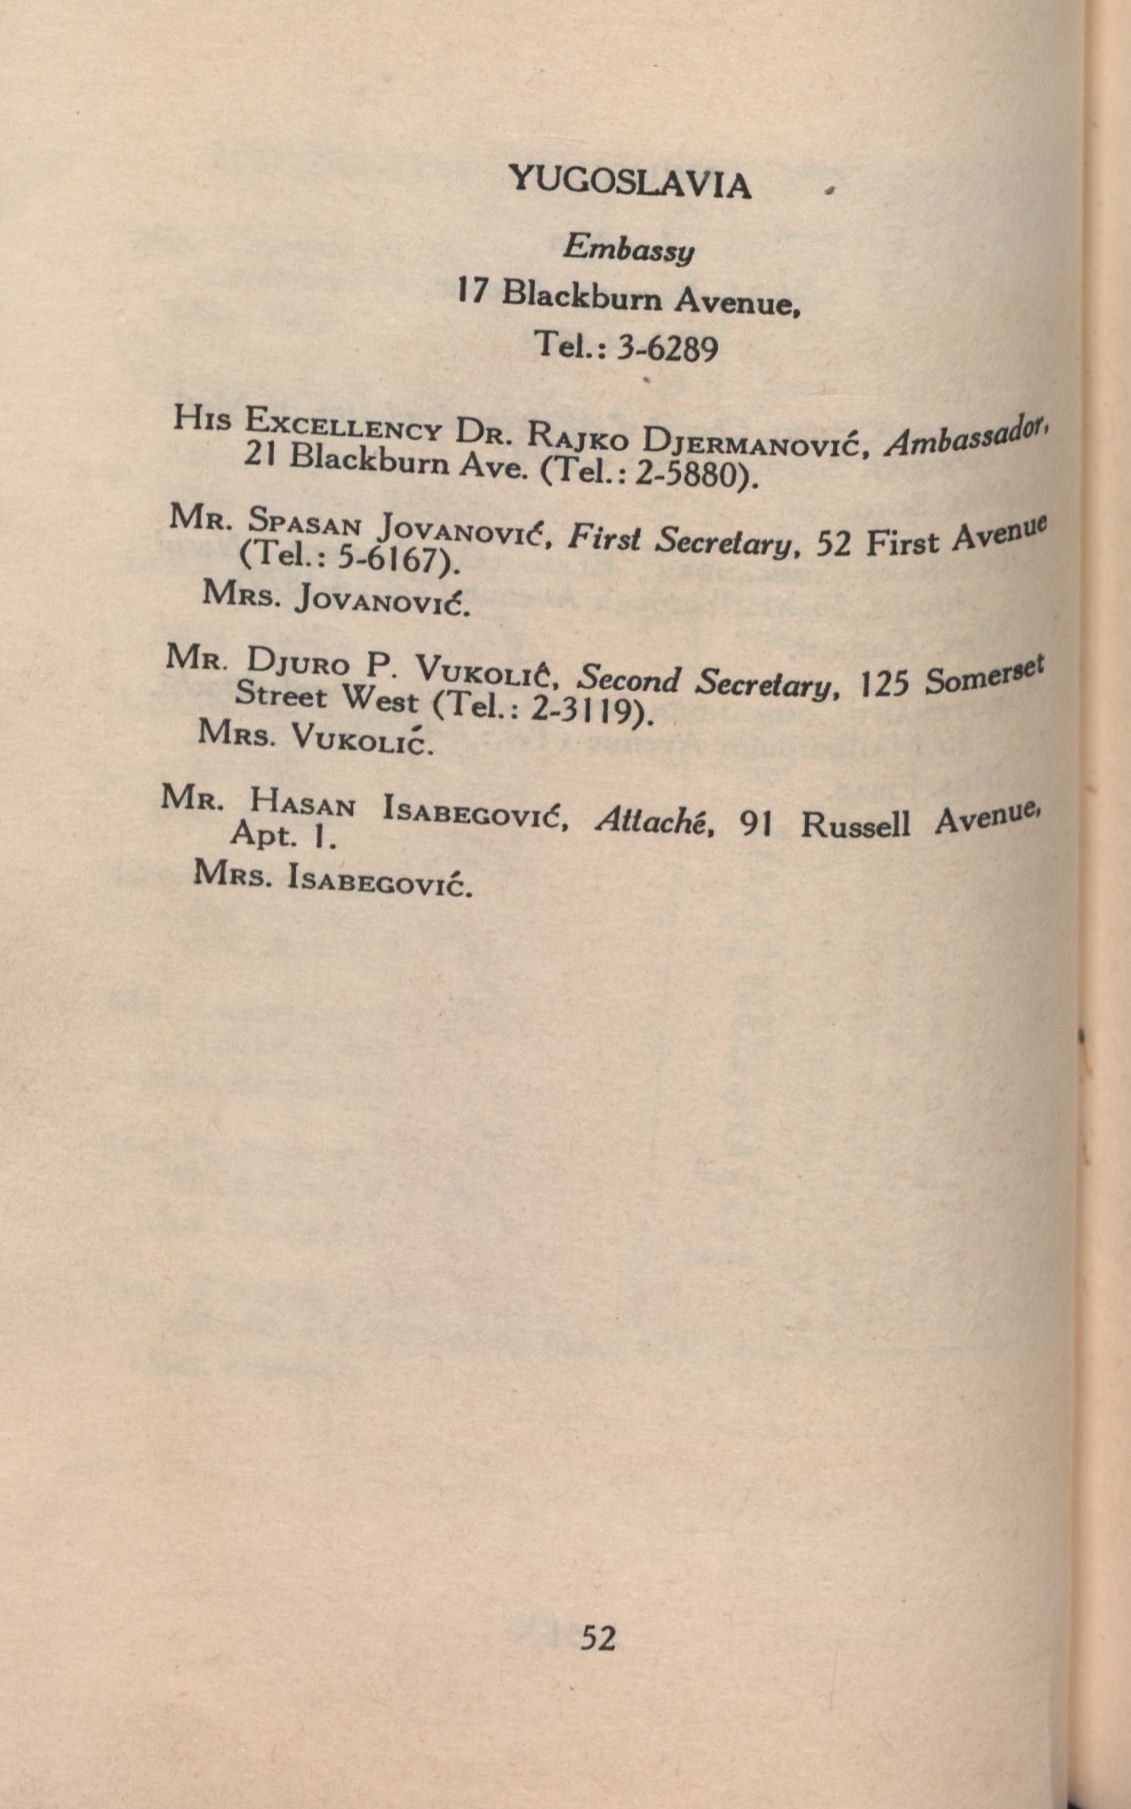 YUGOSLAVIA
Embassy
17 Blackburn Avenue,
Tel.: 3-6289
HIS EXCELLENCY DR. RAJKO DJERMANOVIĆ, Ambassador,
21 Blackburn Ave. (Tel.: 2-5880).
MR. SPASAN JOVANOVIĆ, First Secretary, 52 First Avenue
(Tel.: 5-6167).
MRS. JOVANOVIĆ.
MR. DJURO P. VUKOLIĆ, Second Secretary, 125 Somerset
Street West (Tel.: 2-3119).
MRS. VUKOLIĆ.
MR. HASAN ISABEGOVIĆ, Attaché, 91 Russell Avenue,
Apt. 1.
MRS. ISABEGOVIĆ.
52